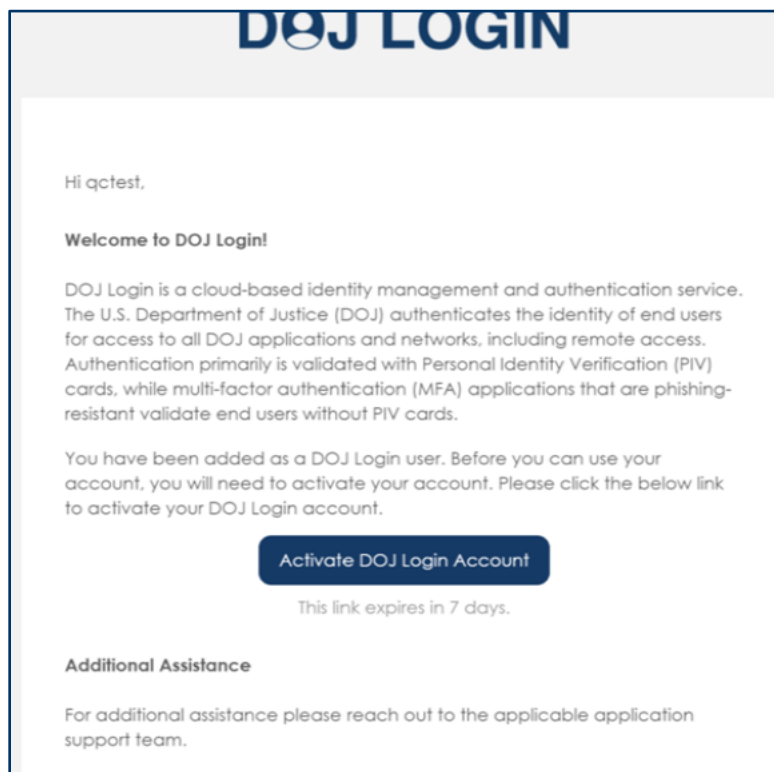 DOJ LOGIN
Hi qctest,
Welcome to DOJ Login!
DOJ Login is a cloud-based identity management and authentication service.
The U.S. Department of Justice (DOJ) authenticates the identity of end users
for access to all DOJ applications and networks, including remote access.
Authentication primarily is validated with Personal Identity Verification (PIV)
cards, while multi-factor authentication (MFA) applications that are phishing-
resistant validate end users without PIV cards.
You have been added as a DOJ Login user. Before you can use your
account, you will need to activate your account. Please click the below link
to activate your DOJ Login account.
Activate DOJ Login Account
This link expires in 7 days.
Additional Assistance
For additional assistance please reach out to the applicable application
support team.